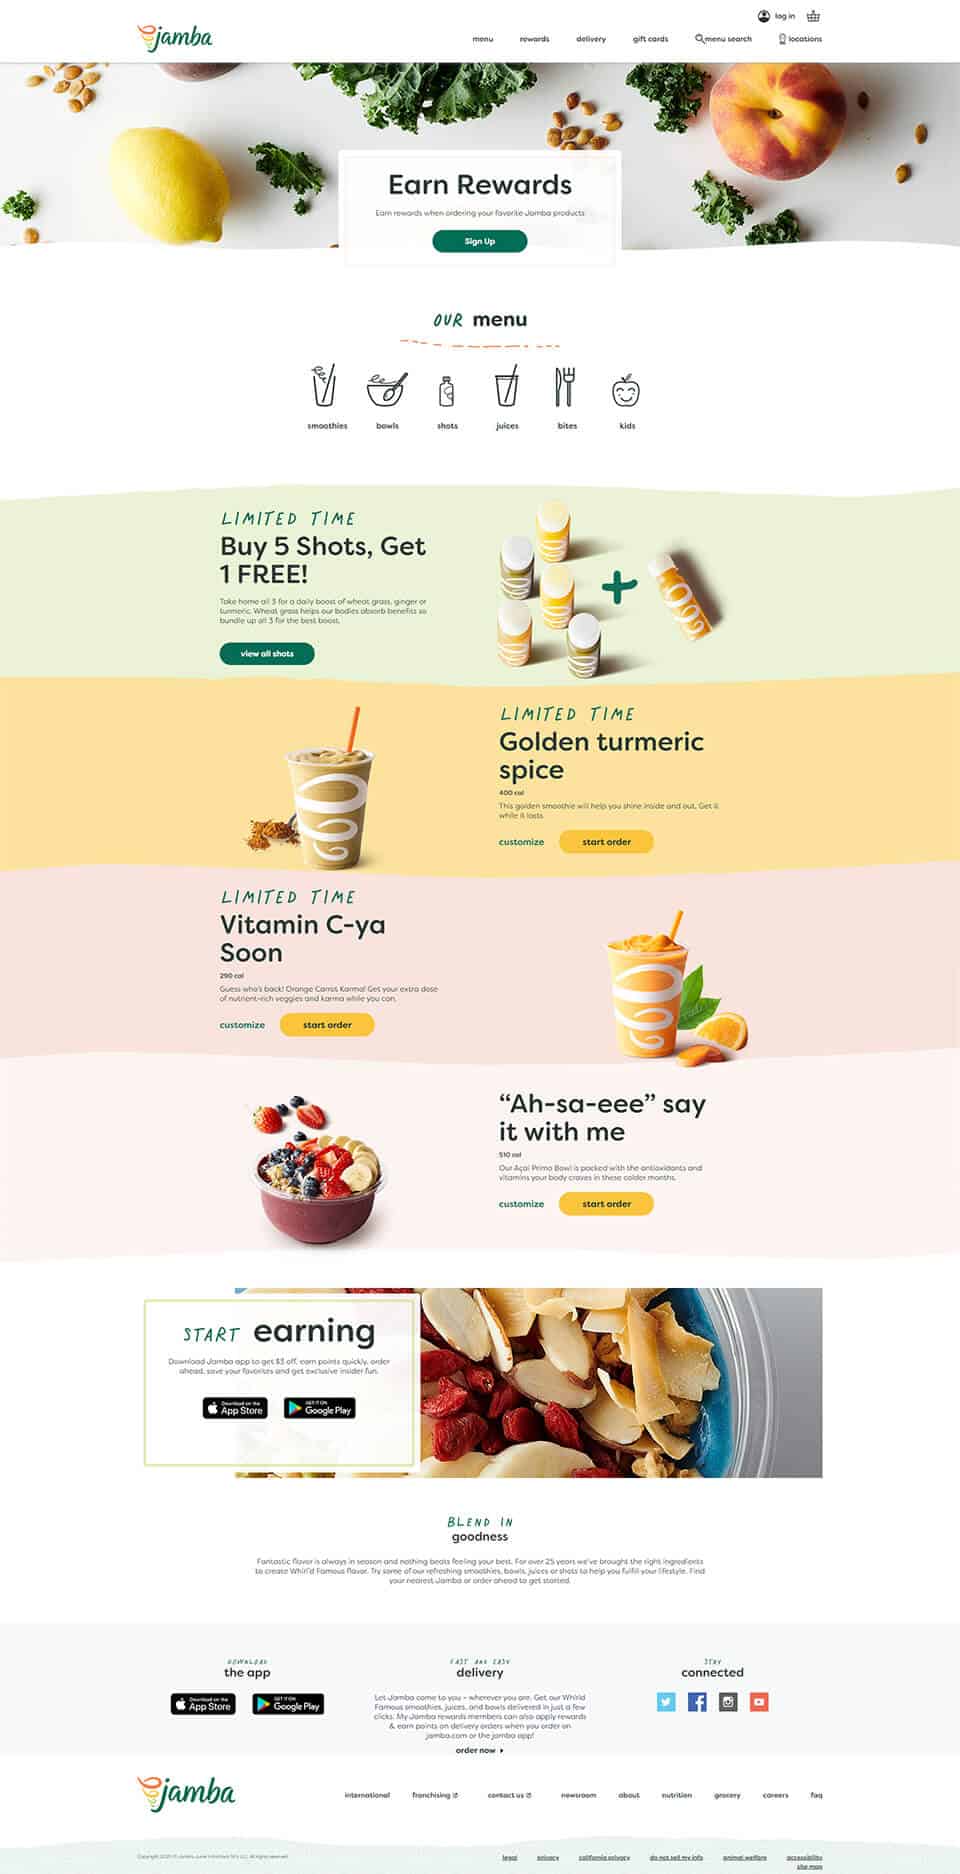 jamba
log in
menu rewards delivery gift cards menu search locations
Earn Rewards
Earn rewards when ordering your favorite Jamba products
Sign Up
OUR menu
smoothies bowls shots juices bites kids
LIMITED TIME
Buy 5 Shots, Get
1 FREE!
Take home all 3 for a daily boost of wheat grass, ginger or
turmeric. Wheat grass helps our bodies absorb benefits so
bundle up all 3 for the best boost.
view all shots
LIMITED TIME
Golden turmeric
spice
400 cal
This golden smoothie will help you shine inside and out. Get it
while it lasts.
customize start order
LIMITED TIME
Vitamin C-ya
Soon
290 cal
Guess who's back! Orange Carrot Karma! Get your extra dose
of nutrient-rich veggies and karma while you can.
customize start order
“Ah-sa-eee” say
it with me
510 cal
Our Açaí Primo Bowl is packed with the antioxidants and
vitamins your body craves in these colder months.
customize start order
START earning
Download Jamba app to get $3 off, earn points quickly, order
ahead, save your favorites and get exclusive insider fun.
Download on the App Store
GET IT ON Google Play
BLEND IN
goodness
Fantastic flavor is always in season and nothing beats feeling your best. For over 25 years we've brought the right ingredients
to create Whirl'd Famous flavor. Try some of our refreshing smoothies, bowls, juices or shots to help you fulfill your lifestyle. Find
your nearest Jamba or order ahead to get started.
DOWNLOAD
the app
Download on the App Store
GET IT ON Google Play
FAST AND EASY
delivery
Let Jamba come to you – wherever you are. Get our Whirld
Famous smoothies, juices, and bowls delivered in just a few
clicks. My Jamba rewards members can also apply rewards
& earn points on delivery orders when you order on
jamba.com or the jamba app!
order now
STAY
connected
jamba
international franchising contact us newsroom about nutrition grocery careers faq
legal privacy california privacy do not sell my info animal welfare accessibility
site map